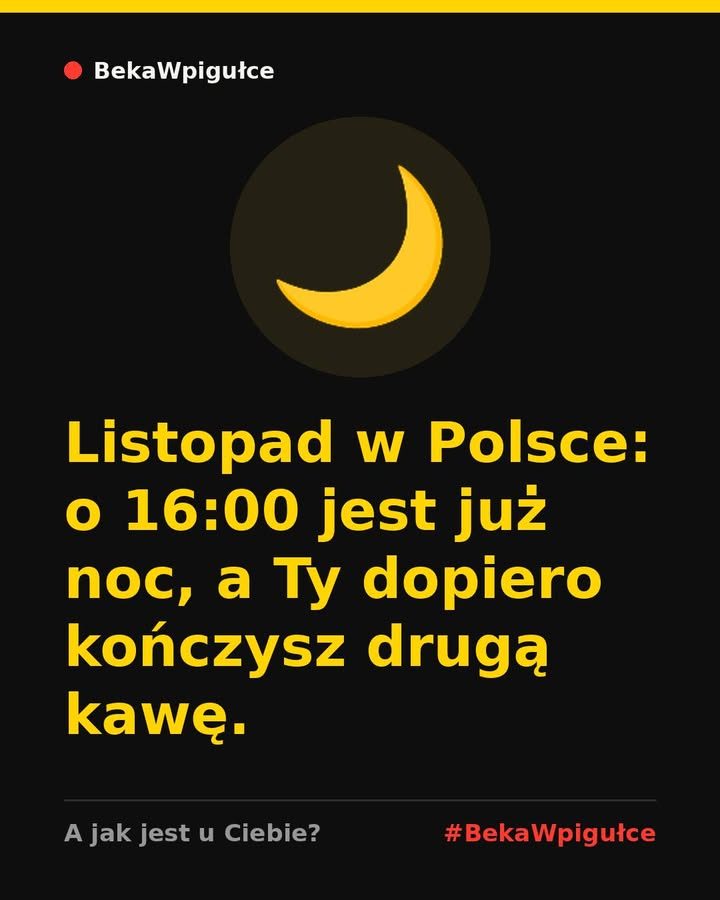 BekaWpigułce
Listopad w Polsce:
o 16:00 jest już
noc, a Ty dopiero
kończysz drugą
kawę.
A jak jest u Ciebie?
#BekaWpigułce